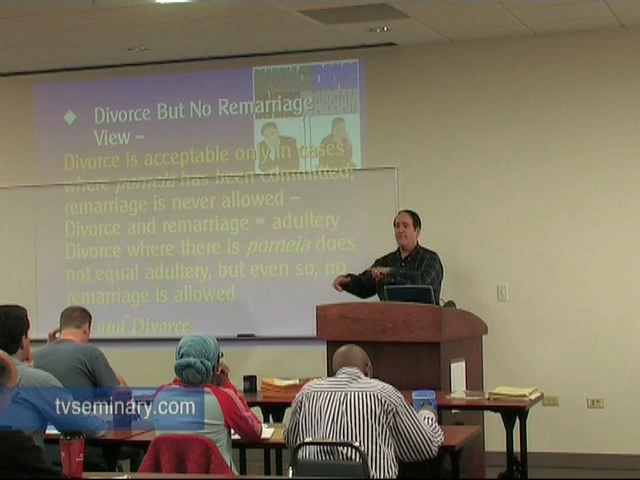 Divorce But No Remarriage
View –
Divorce is acceptable only in cases
where porneia has been committed,
remarriage is never allowed –
Divorce and remarriage = adultery
Divorce where there is porneia does
not equal adultery, but even so, no
remarriage is allowed
and Divorce
tvseminary.com